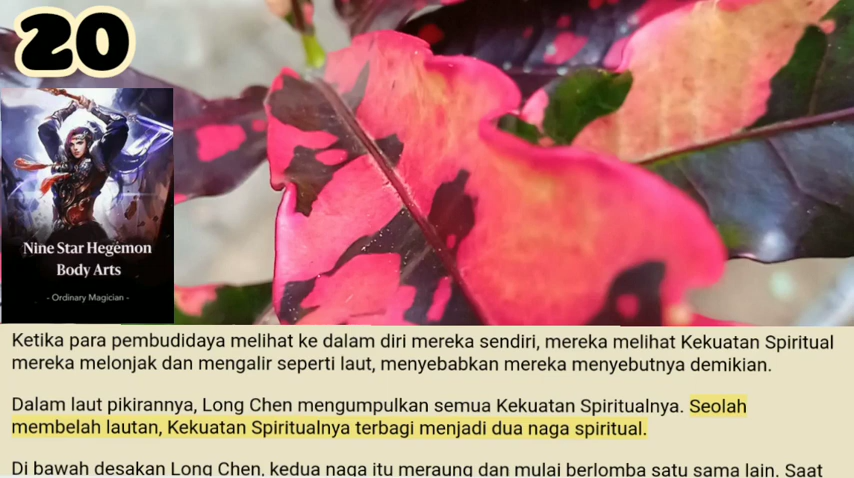 20
Nine Star Hegemon
Body Arts
- Ordinary Magician -
Ketika para pembudidaya melihat ke dalam diri mereka sendiri, mereka melihat Kekuatan Spiritual
mereka melonjak dan mengalir seperti laut, menyebabkan mereka menyebutnya demikian.
Dalam laut pikirannya, Long Chen mengumpulkan semua Kekuatan Spiritualnya. Seolah
membelah lautan, Kekuatan Spiritualnya terbagi menjadi dua naga spiritual.
Di bawah desakan Long Chen, kedua naga itu meraung dan mulai berlomba satu sama lain. Saat